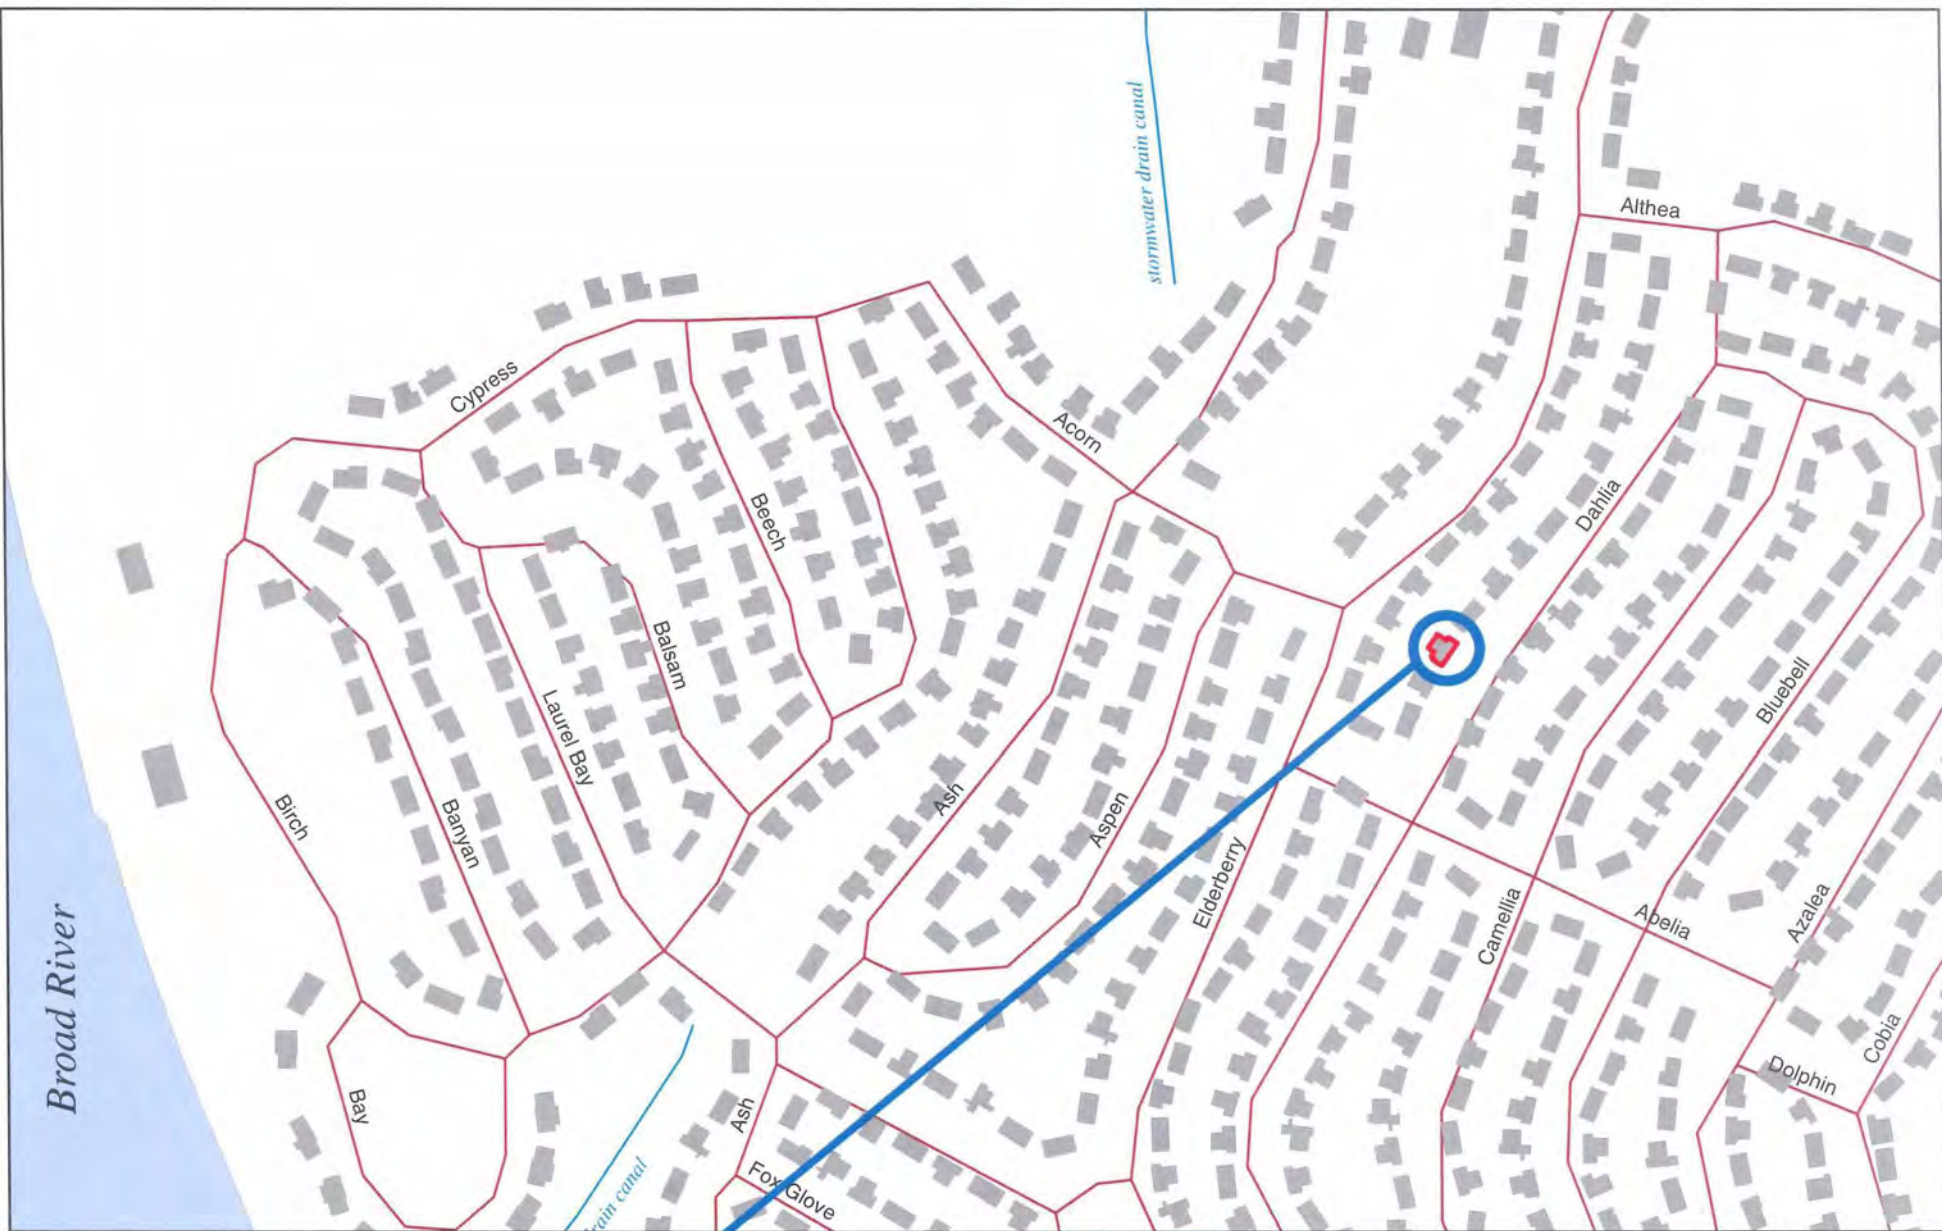 stormwater drain canal
Althea
Cypress
Acorn
Dahlia
Beech
Balsam
Bluebell
Laurel Bay
Ash
Aspen
Birch
Banyan
Elderberry
Camellia
Abelia
Azalea
Broad River
Cobia
Dolphin
Bay
Ash
Fox Glove
drain canal